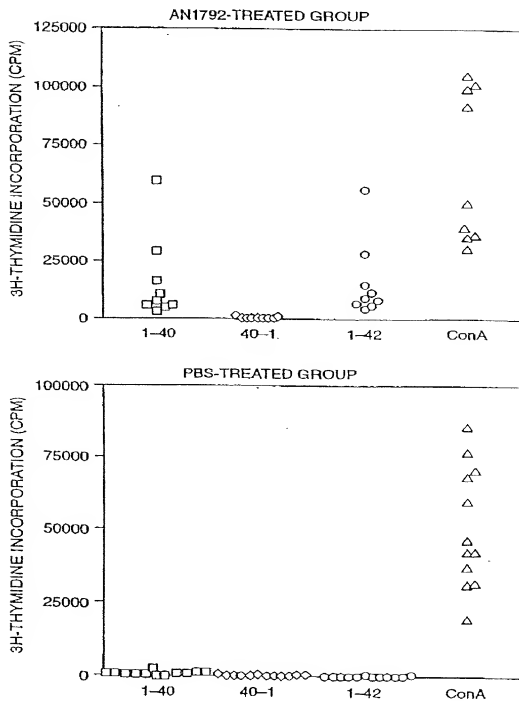 AN1792-TREATED GROUP
3H-THYMIDINE INCORPORATION (CPM)
125000
100000
75000
50000
25000
0
1–40 40–1 1–42 ConA
PBS-TREATED GROUP
3H-THYMIDINE INCORPORATION (CPM)
100000
75000
50000
25000
0
1–40 40–1 1–42 ConA